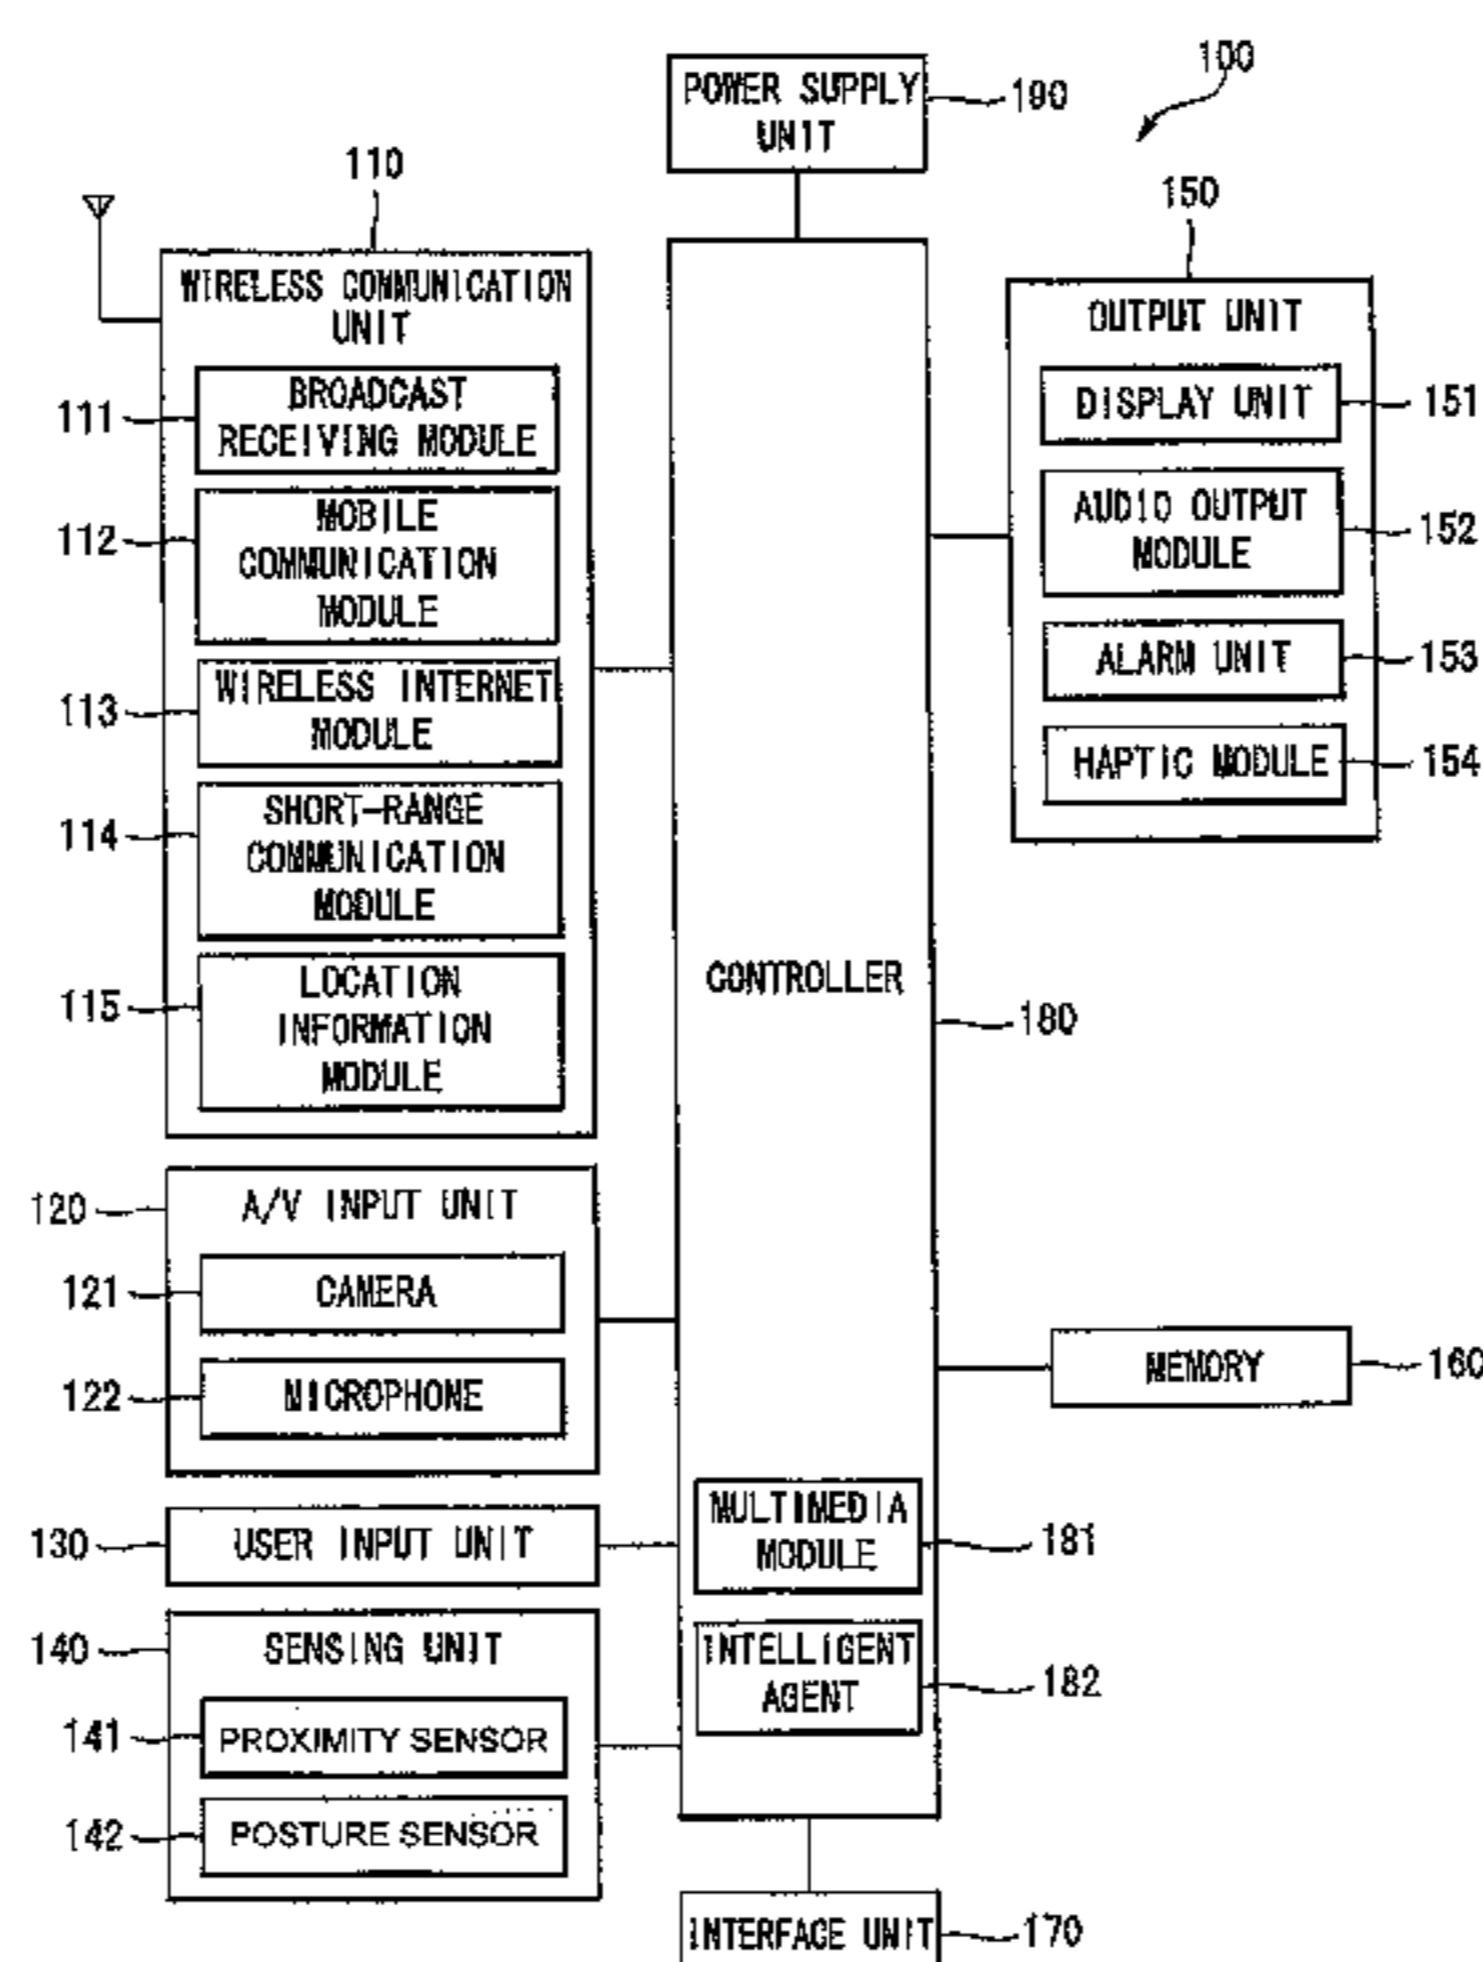 100
POWER SUPPLY
UNIT
190
110
150
WIRELESS COMMUNICATION
UNIT
OUTPUT UNIT
BROADCAST
RECEIVING MODULE
111
DISPLAY UNIT
151
MOBILE
COMMUNICATION
MODULE
112
AUDIO OUTPUT
MODULE
152
WIRELESS INTERNET
MODULE
113
ALARM UNIT
153
HAPTIC MODULE
154
SHORT-RANGE
COMMUNICATION
MODULE
114
LOCATION
INFORMATION
MODULE
115
CONTROLLER
180
120
A/V INPUT UNIT
121
CAMERA
122
MICROPHONE
MEMORY
160
130
USER INPUT UNIT
MULTIMEDIA
MODULE
181
140
SENSING UNIT
INTELLIGENT
AGENT
182
141
PROXIMITY SENSOR
142
POSTURE SENSOR
INTERFACE UNIT
170